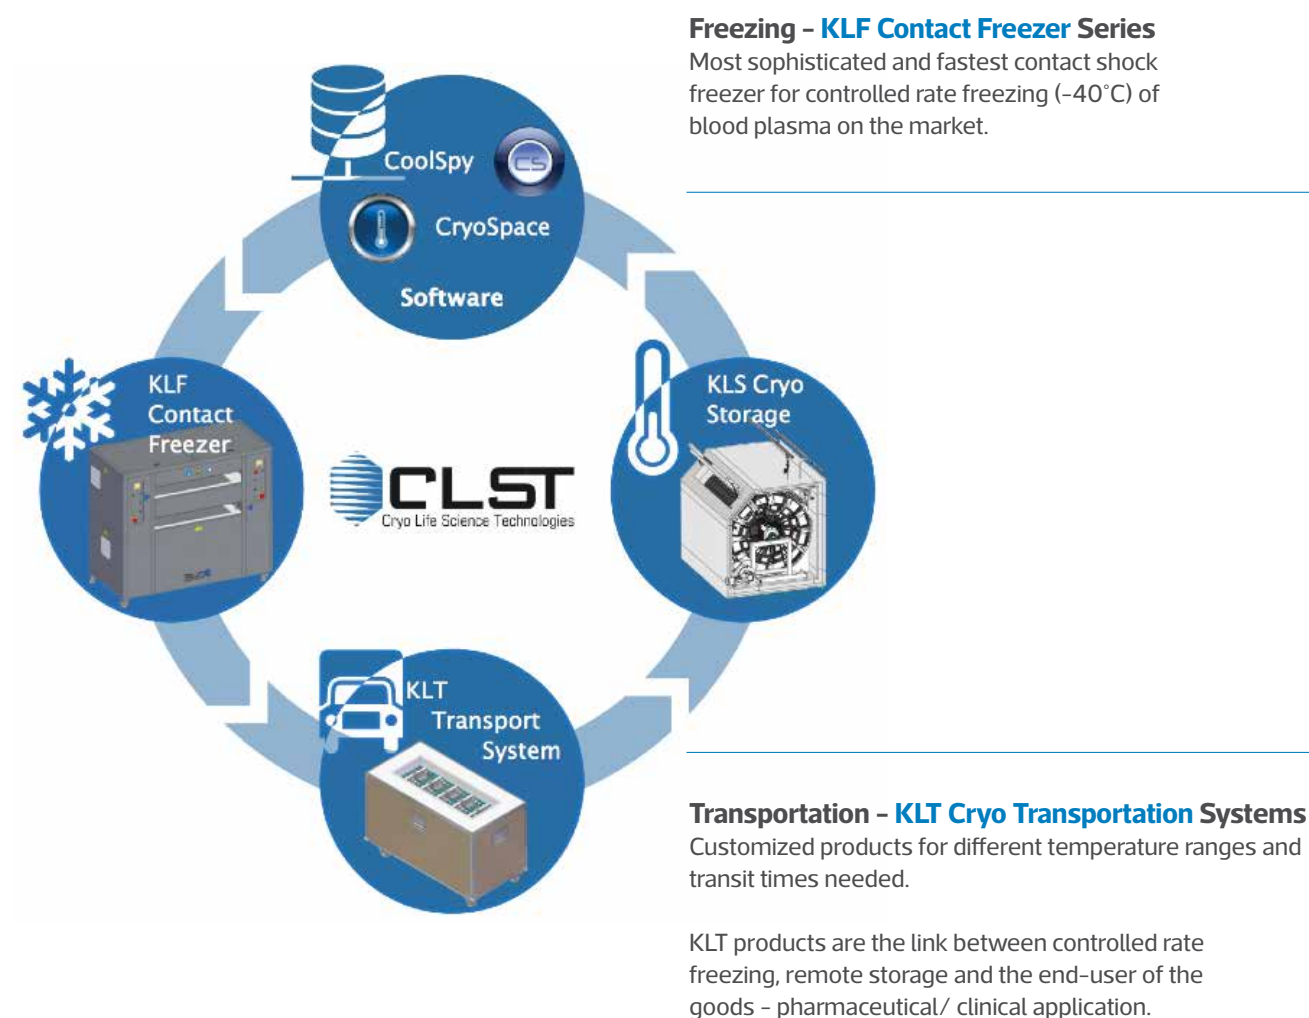 Freezing – KLF Contact Freezer Series
Most sophisticated and fastest contact shock
freezer for controlled rate freezing (-40°C) of
blood plasma on the market.
CoolSpy
CS
CryoSpace
Software
KLF
Contact
Freezer
KLS Cryo
Storage
CLST
Cryo Life Science Technologies
KLT
Transport
System
Transportation – KLT Cryo Transportation Systems
Customized products for different temperature ranges and
transit times needed.
KLT products are the link between controlled rate
freezing, remote storage and the end-user of the
goods – pharmaceutical/ clinical application.